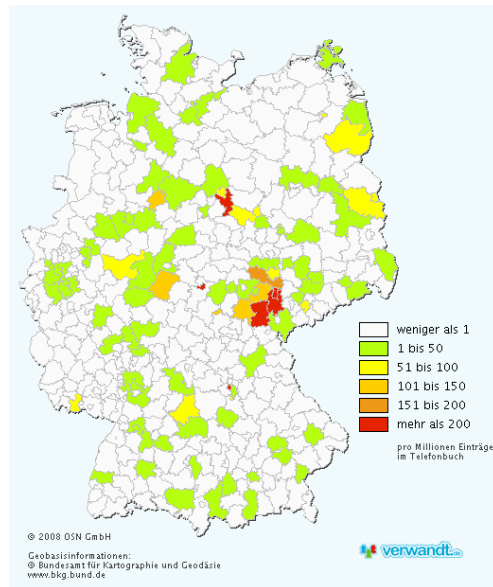 weniger als 1
1 bis 50
51 bis 100
101 bis 150
151 bis 200
mehr als 200
pro Millionen Einträge
im Telefonbuch
© 2008 OSN GmbH
Geobasisinformationen:
© Bundesamt für Kartographie und Geodäsie
www.bkg.bund.de
verwandt.de